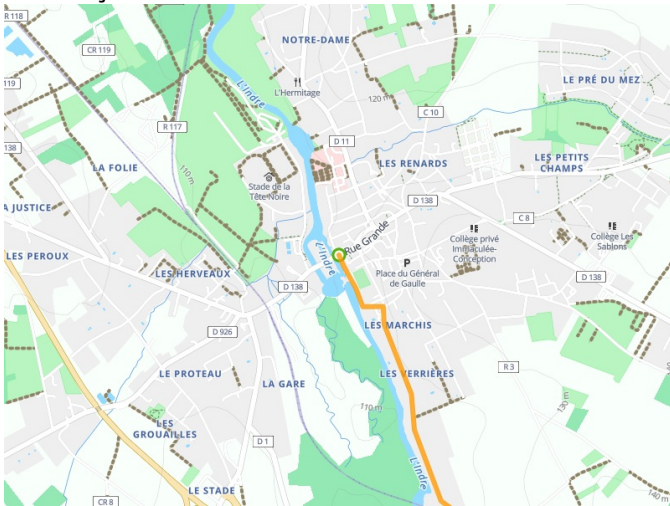 R 118
CR 119
NOTRE-DAME
L'Indre
L'Hermitage
LE PRÉ DU MEZ
119
120 m
C 10
R 117
138
D 11
LA FOLIE
110 m
LES RENARDS
LES PETITS
CHAMPS
Stade de la
Tête Noire
D 138
A JUSTICE
C 8
Rue Grande
Collège privé
Immaculée-
Conception
Collège Les
Sablons
LES PEROUX
L'Indre
P
LES HERVEAUX
Place du Général
de Gaulle
D 138
D 138
D 926
LES MARCHIS
LE PROTEAU
LES VERRIÈRES
R 3
LA GARE
110 m
130 m
LES
GROUAILLES
D 1
L'Indre
LE STADE
CR 8
140 m